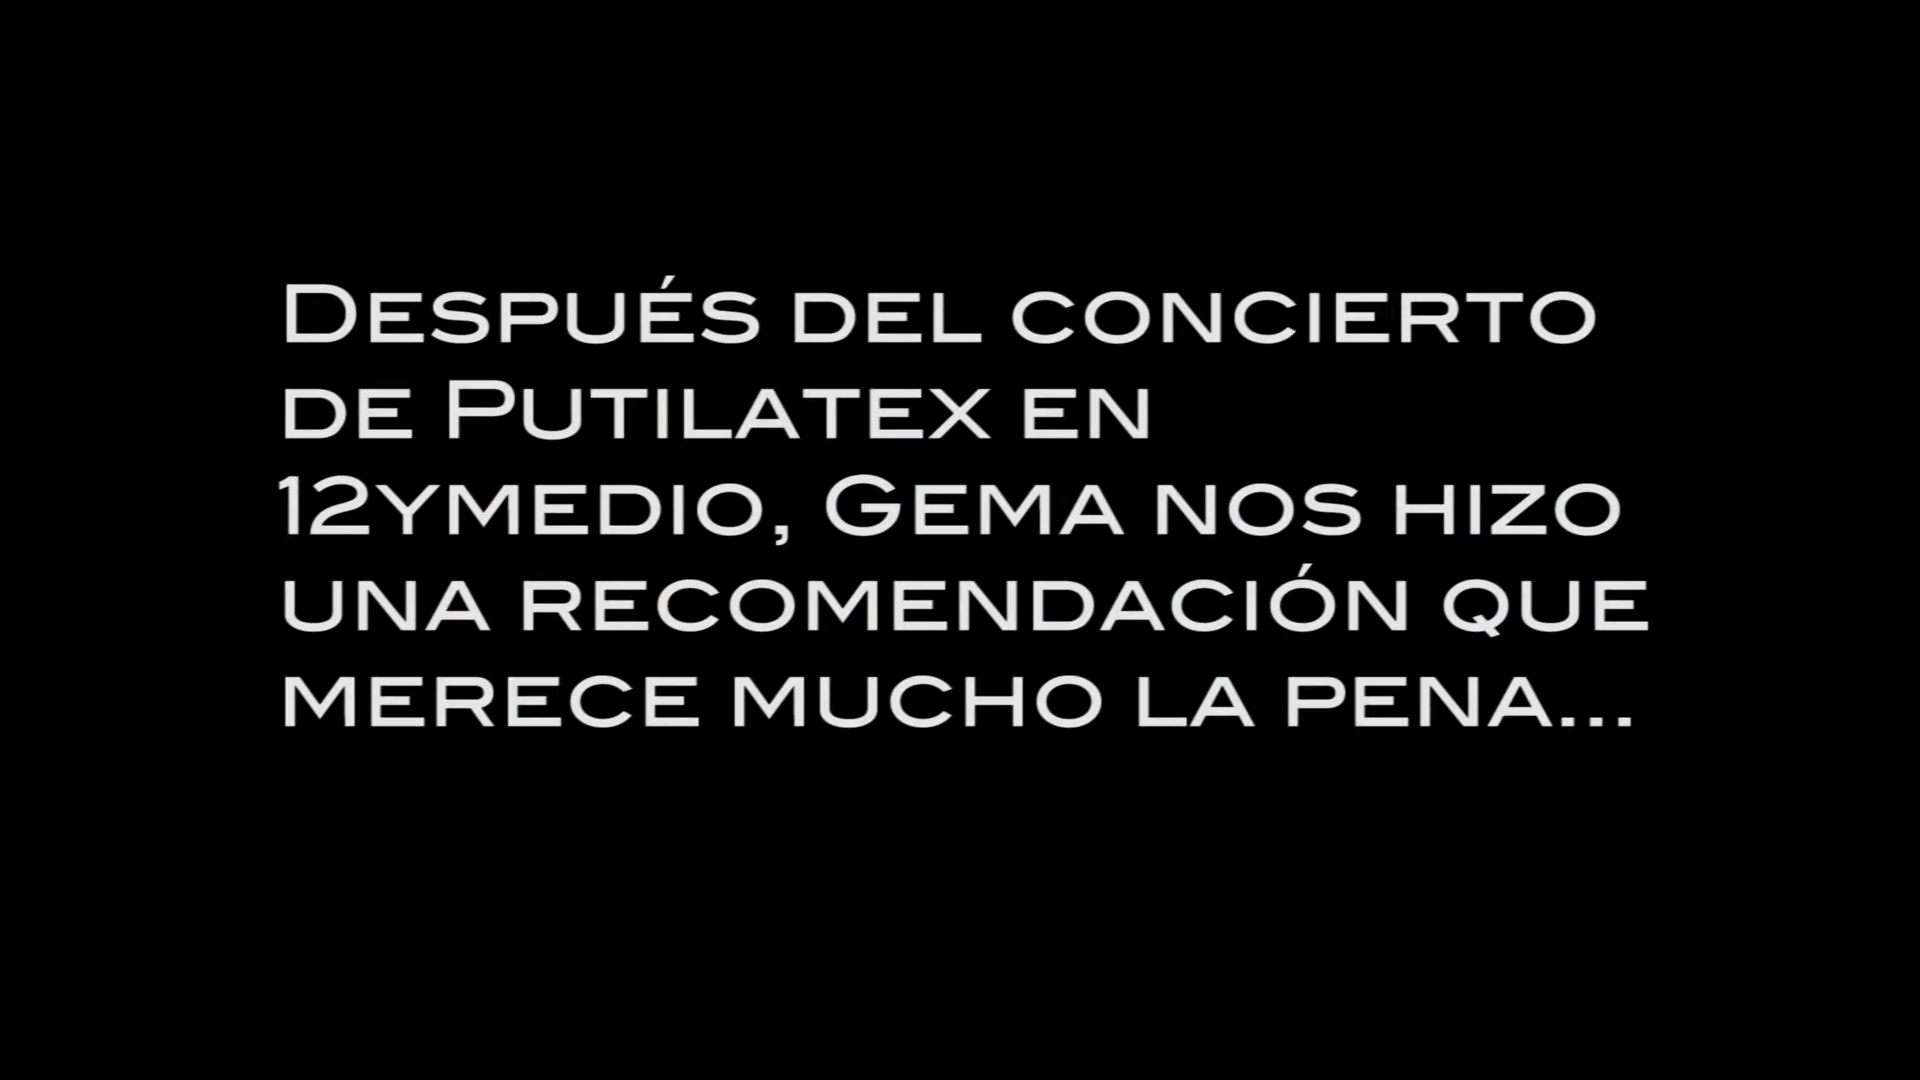 Después del concierto
de Putilatex en
12ymedio, Gema nos hizo
una recomendación que
merece mucho la pena...